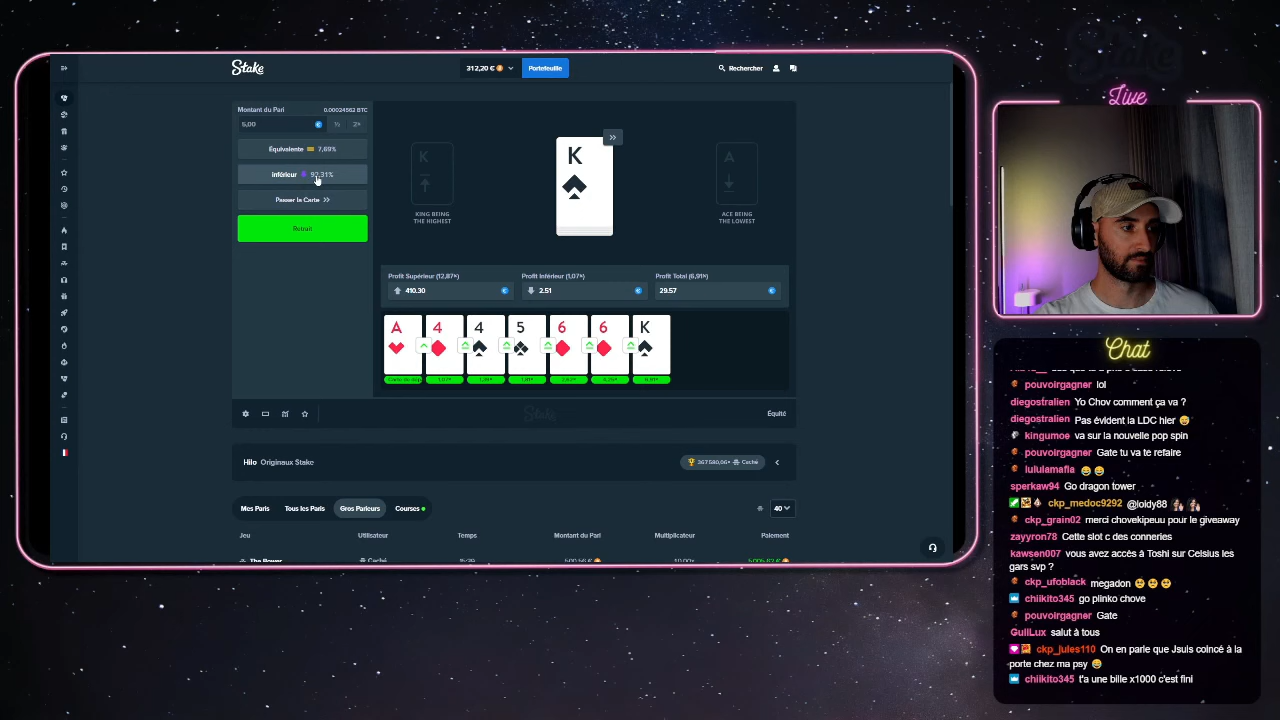 Stake
312,20 €
Portefeuille
Rechercher
Montant du Pari
0.00024562 BTC
5,00
½
2×
Équivalente 7,69%
inférieur 92,31%
Passer la Carte
Retrait
K
KING BEING
THE HIGHEST
K
A
ACE BEING
THE LOWEST
Profit Supérieur (12,87×)
Profit Inférieur (1,07×)
Profit Total (6,91×)
410.30
2.51
29.57
A
4
4
5
6
6
K
Stake
Équité
Hilo Originaux Stake
367 580,06× Caché
Mes Paris
Tous les Paris
Gros Parieurs
Courses
40
Jeu
Utilisateur
Temps
Montant du Pari
Multiplicateur
Paiement
Stake
Live
Chat
pouvoirgagner lol
diegostralien Yo Chov comment ça va ?
diegostralien Pas évident la LDC hier
kingumoe va sur la nouvelle pop spin
pouvoirgagner Gate tu va te refaire
lululamafia
sperkaw94 Go dragon tower
ckp_medoc9292 @loidy88
ckp_grain02 merci chovekipeuu pour le giveaway
zayyron78 Cette slot c des conneries
kawsen007 vous avez accès à Toshi sur Celsius les
gars svp ?
ckp_ufoblack megadon
chiikito345 go plinko chove
pouvoirgagner Gate
GuiiLux salut à tous
ckp_jules110 On en parle que Jsuis coincé à la
porte chez ma psy
chiikito345 t'a une bille x1000 c'est fini